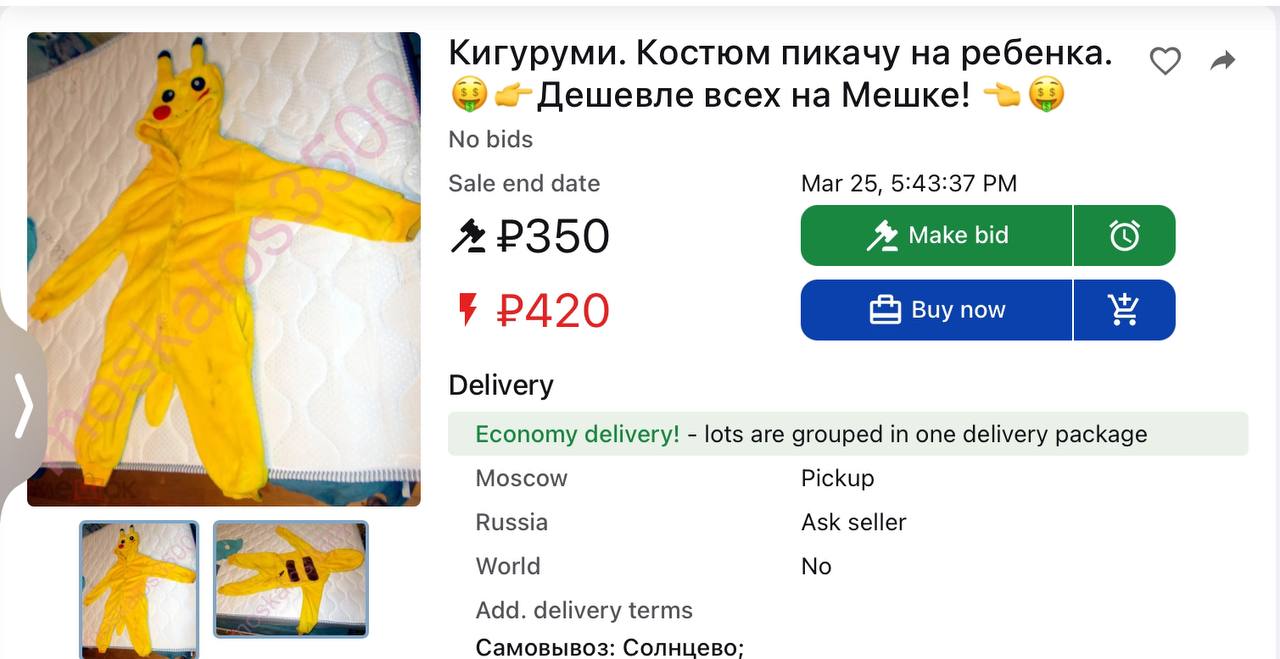 Кигуруми. Костюм пикачу на ребенка.
🤑👉Дешевле всех на Мешке! 👈🤑
No bids
Sale end date
Mar 25, 5:43:37 PM
₽350
Make bid
₽420
Buy now
Delivery
Economy delivery! - lots are grouped in one delivery package
Moscow
Pickup
Russia
Ask seller
World
No
Add. delivery terms
Самовывоз: Солнцево;
moskalos3500